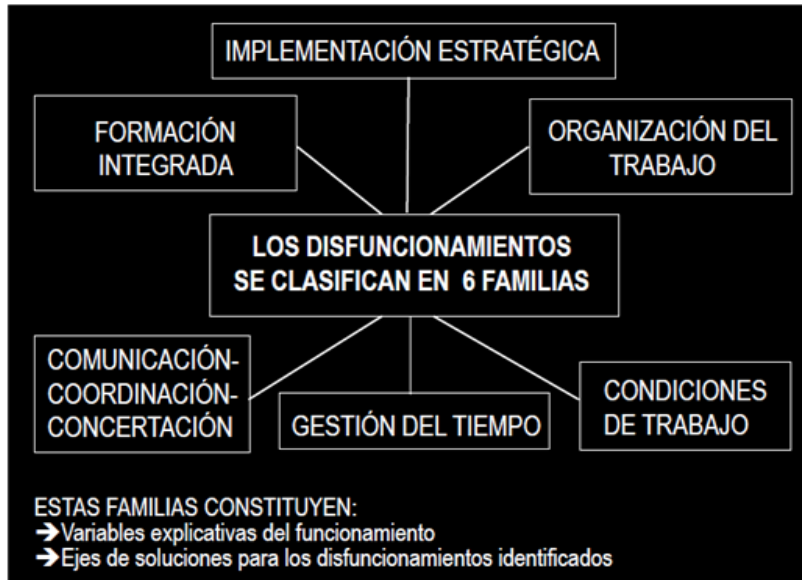 IMPLEMENTACIÓN ESTRATÉGICA
FORMACIÓN
INTEGRADA
ORGANIZACIÓN DEL
TRABAJO
LOS DISFUNCIONAMIENTOS
SE CLASIFICAN EN 6 FAMILIAS
COMUNICACIÓN-
COORDINACIÓN-
CONCERTACIÓN
GESTIÓN DEL TIEMPO
CONDICIONES
DE TRABAJO
ESTAS FAMILIAS CONSTITUYEN:
➔Variables explicativas del funcionamiento
➔Ejes de soluciones para los disfuncionamientos identificados